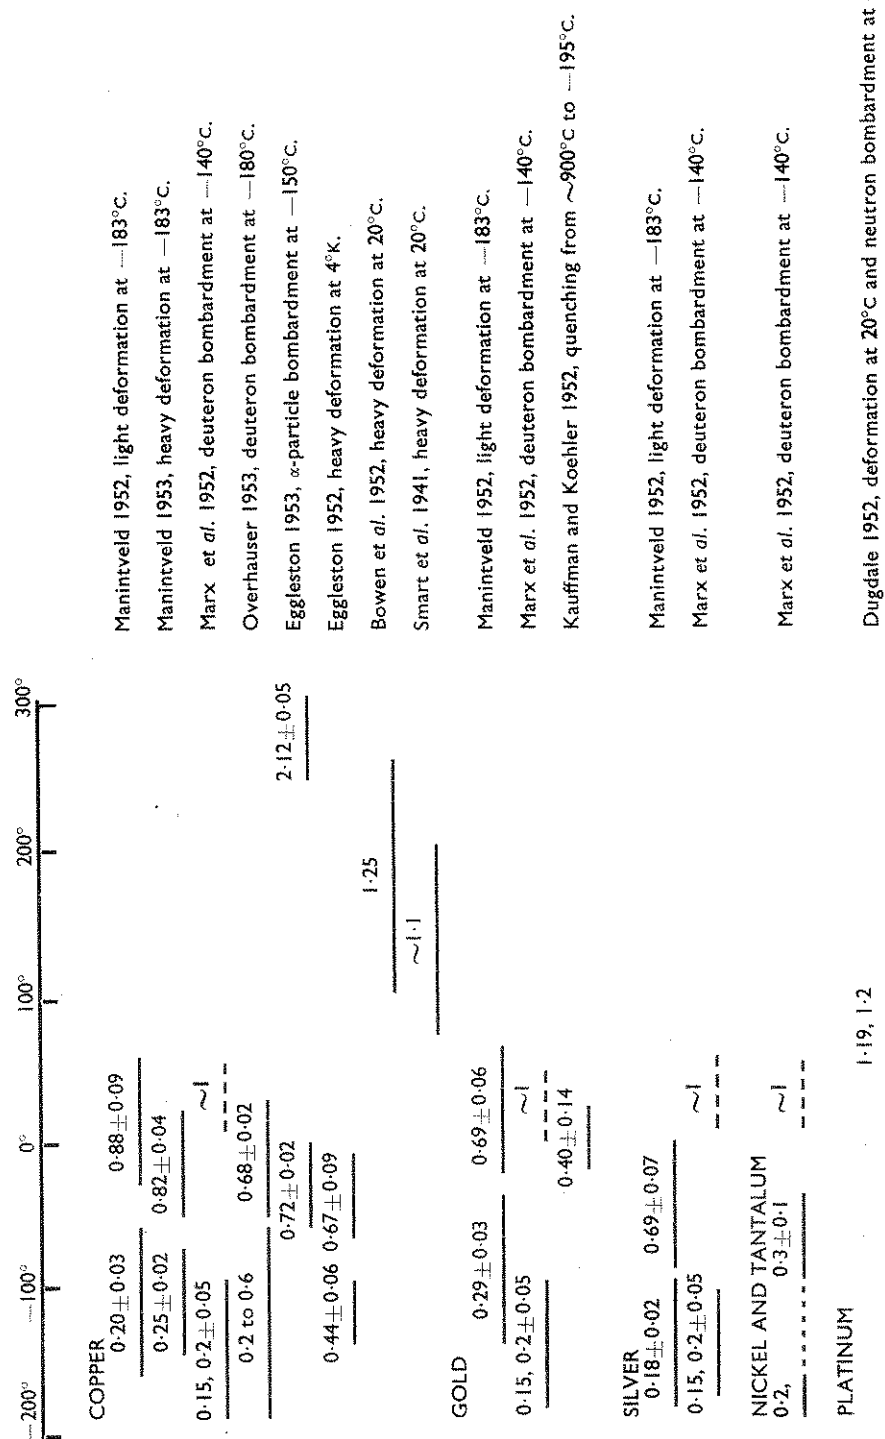 —200° —100° 0° 100° 200° 300°
COPPER
0·20±0·03 0·88±0·09 Manintveld 1952, light deformation at —183°C.
0·25±0·02 0·82±0·04 Manintveld 1953, heavy deformation at —183°C.
0·15, 0·2±0·05 ~1 Marx et al. 1952, deuteron bombardment at —140°C.
0·2 to 0·6 0·68±0·02 Overhauser 1953, deuteron bombardment at —180°C.
0·72±0·02 2·12±0·05 Eggleston 1953, α-particle bombardment at —150°C.
0·44±0·06 0·67±0·09 Eggleston 1952, heavy deformation at 4°K.
1·25 Bowen et al. 1952, heavy deformation at 20°C.
~1·1 Smart et al. 1941, heavy deformation at 20°C.
GOLD
0·29±0·03 0·69±0·06 Manintveld 1952, light deformation at —183°C.
0·15, 0·2±0·05 ~1 Marx et al. 1952, deuteron bombardment at —140°C.
0·40±0·14 Kauffman and Koehler 1952, quenching from ~900°C to —195°C.
SILVER
0·18±0·02 0·69±0·07 Manintveld 1952, light deformation at —183°C.
0·15, 0·2±0·05 ~1 Marx et al. 1952, deuteron bombardment at —140°C.
NICKEL AND TANTALUM
0·2, 0·3±0·1 ~1 Marx et al. 1952, deuteron bombardment at —140°C.
PLATINUM
1·19, 1·2 Dugdale 1952, deformation at 20°C and neutron bombardment at